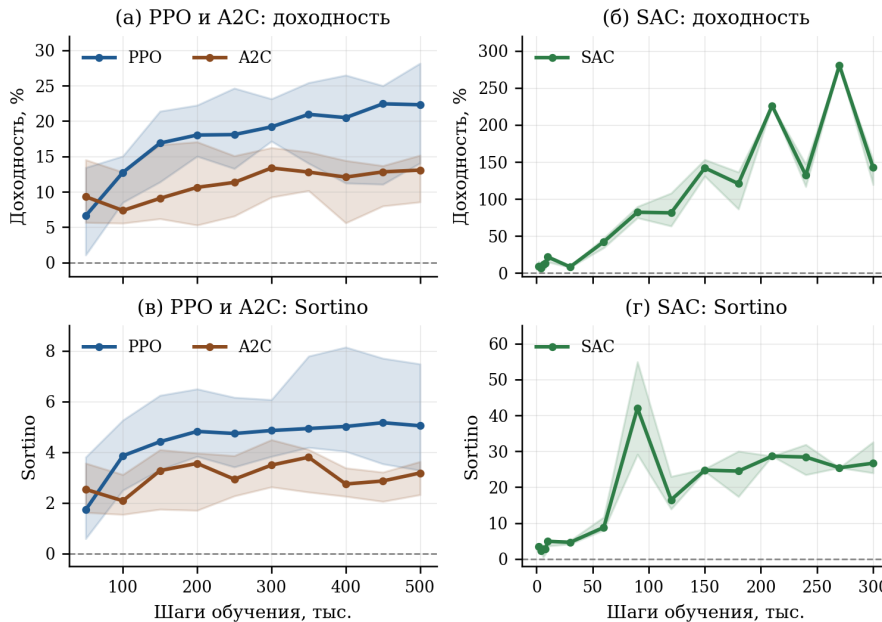 (а) PPO и A2C: доходность
Доходность, %
30
25
20
15
10
5
0
PPO
A2C
(б) SAC: доходность
Доходность, %
300
250
200
150
100
50
0
SAC
(в) PPO и A2C: Sortino
Sortino
8
6
4
2
0
PPO
A2C
100 200 300 400 500
Шаги обучения, тыс.
(г) SAC: Sortino
Sortino
60
50
40
30
20
10
0
SAC
0 50 100 150 200 250 300
Шаги обучения, тыс.